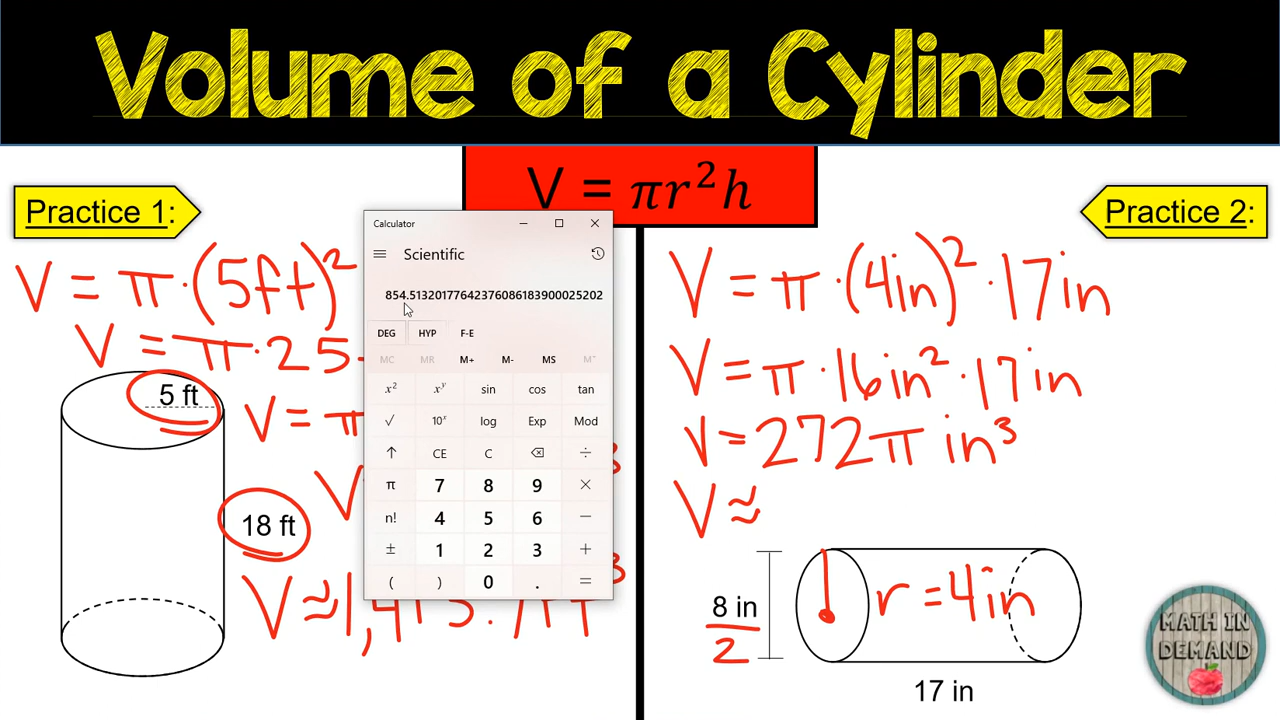 Volume of a Cylinder
V = πr²h
Practice 1:
V = π·(5ft)²
V = π·25·
5 ft
V = π
V
18 ft
V ≈ 1,413.7ft³
Calculator
Scientific
854.51320177642376086183900025202
DEG HYP F-E
MC MR M+ M- MS M˅
x² xʸ sin cos tan
√ 10ˣ log Exp Mod
↑ CE C ⌫ ÷
π 7 8 9 ×
n! 4 5 6 −
± 1 2 3 +
( ) 0 . =
Practice 2:
V = π·(4in)²·17in
V = π·16in²·17in
V = 272π in³
V ≈
8 in
2
r = 4in
17 in
MATH IN
DEMAND